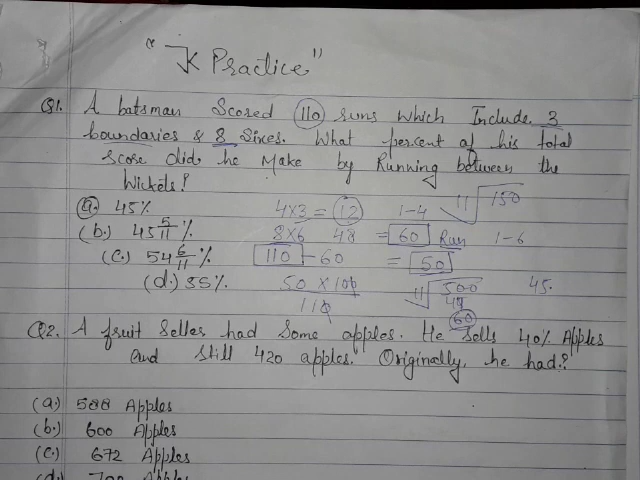 "JK Practice"
Q1. A batsman Scored 110 runs which Include 3
boundaries & 8 Sixes. What percent of his total
score did he Make by Running between the
Wickets?
(a) 45%
4×3 = 12 1-4 11 150
(b.) 45 5/11 %
8×6 48 = 60 Run 1-6
(c.) 54 6/11 %
110 - 60 = 50
(d.) 35%
50 × 100 11 500 45.
110
60
Q2. A fruit Seller had Some apples. He Sells 40% Apples
and still 420 apples. Originally, he had?
(a) 588 Apples
(b.) 600 Apples
(c.) 672 Apples
(d.) 700 Apples